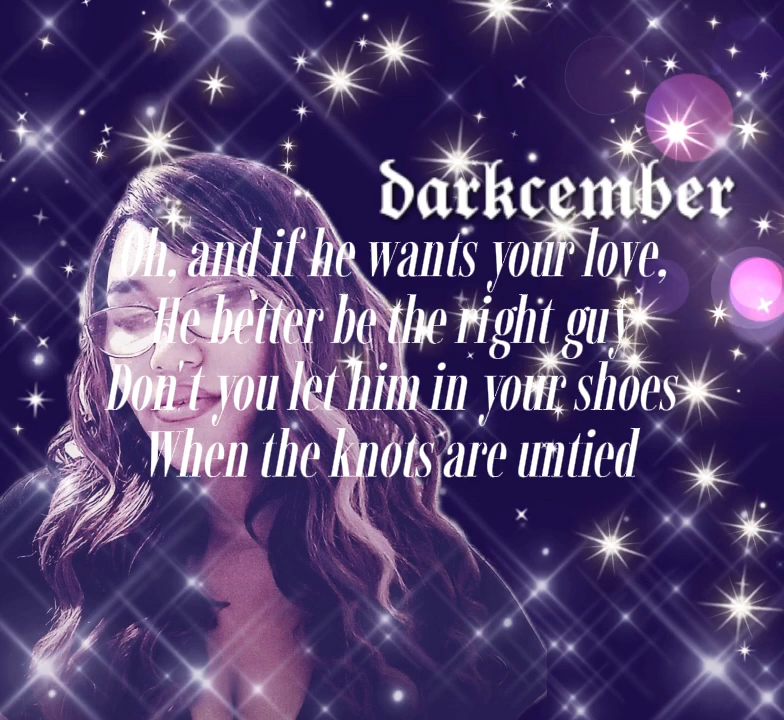 darkcember
Oh, and if he wants your love,
He better be the right guy
Don't you let him in your shoes
When the knots are untied